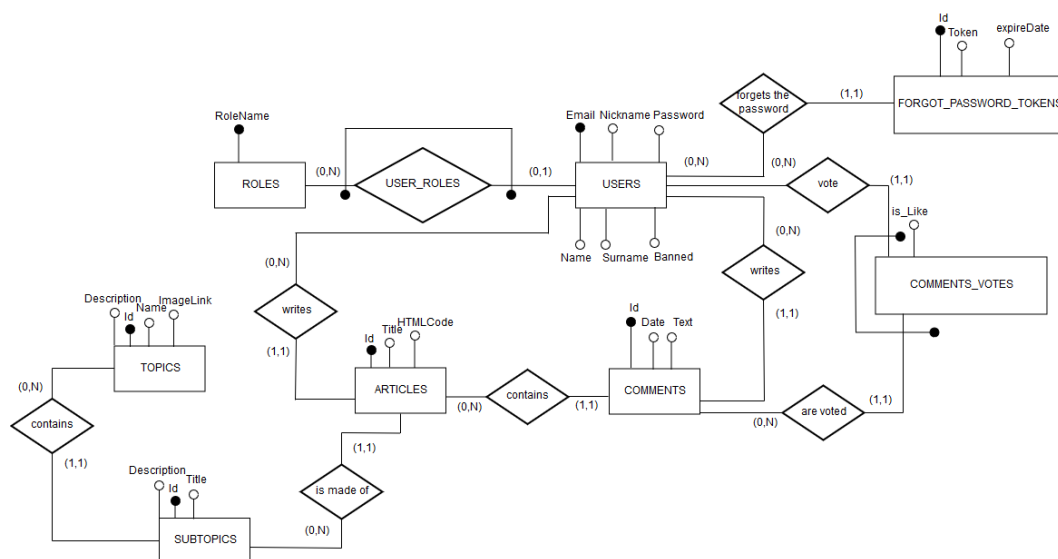 Id
Token
expireDate
forgets the
password
(1,1)
FORGOT_PASSWORD_TOKENS
RoleName
Email
Nickname
Password
(0,N)
(0,1)
(0,N)
(0,N)
ROLES
USER_ROLES
USERS
vote
(1,1)
is_Like
(0,N)
Name
Surname
Banned
(0,N)
writes
COMMENTS_VOTES
Description
Id
Name
ImageLink
writes
Id
(1,1)
HTMLCode
Title
Id
Date
Text
(1,1)
TOPICS
(0,N)
ARTICLES
contains
COMMENTS
(1,1)
(0,N)
(1,1)
are voted
(0,N)
contains
(1,1)
(1,1)
Description
Title
Id
is made of
(0,N)
SUBTOPICS